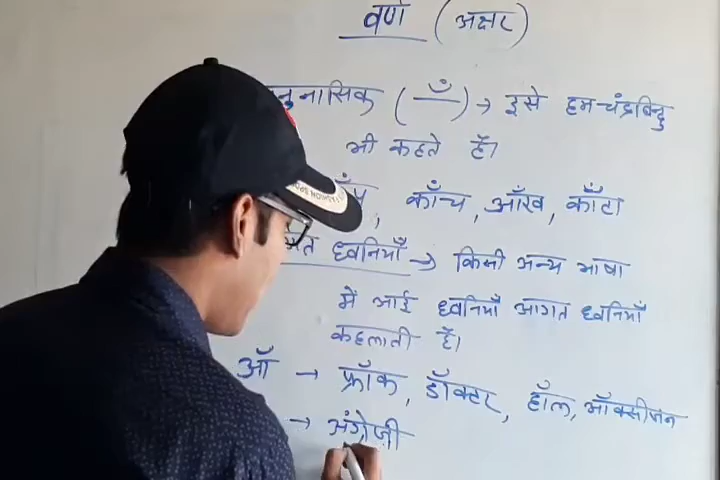 वर्ण (अक्षर)
नुनासिक (ँ) → इसे हम चंद्रबिन्दु
भी कहते हैं।
काँच, आँख, काँटा
ध्वनियाँ → किसी अन्य भाषा
में आई ध्वनियाँ आगत ध्वनियाँ
कहलाती हैं।
ऑ → फ्रॉक, डॉक्टर, हॉल, ऑक्सीजन
→ अंग्रेज़ी